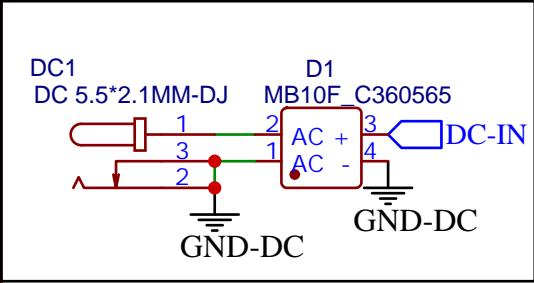 DC1
DC 5.5*2.1MM-DJ
D1
MB10F_C360565
1
3
2
2
1
AC +
AC -
3
4
DC-IN
GND-DC
GND-DC